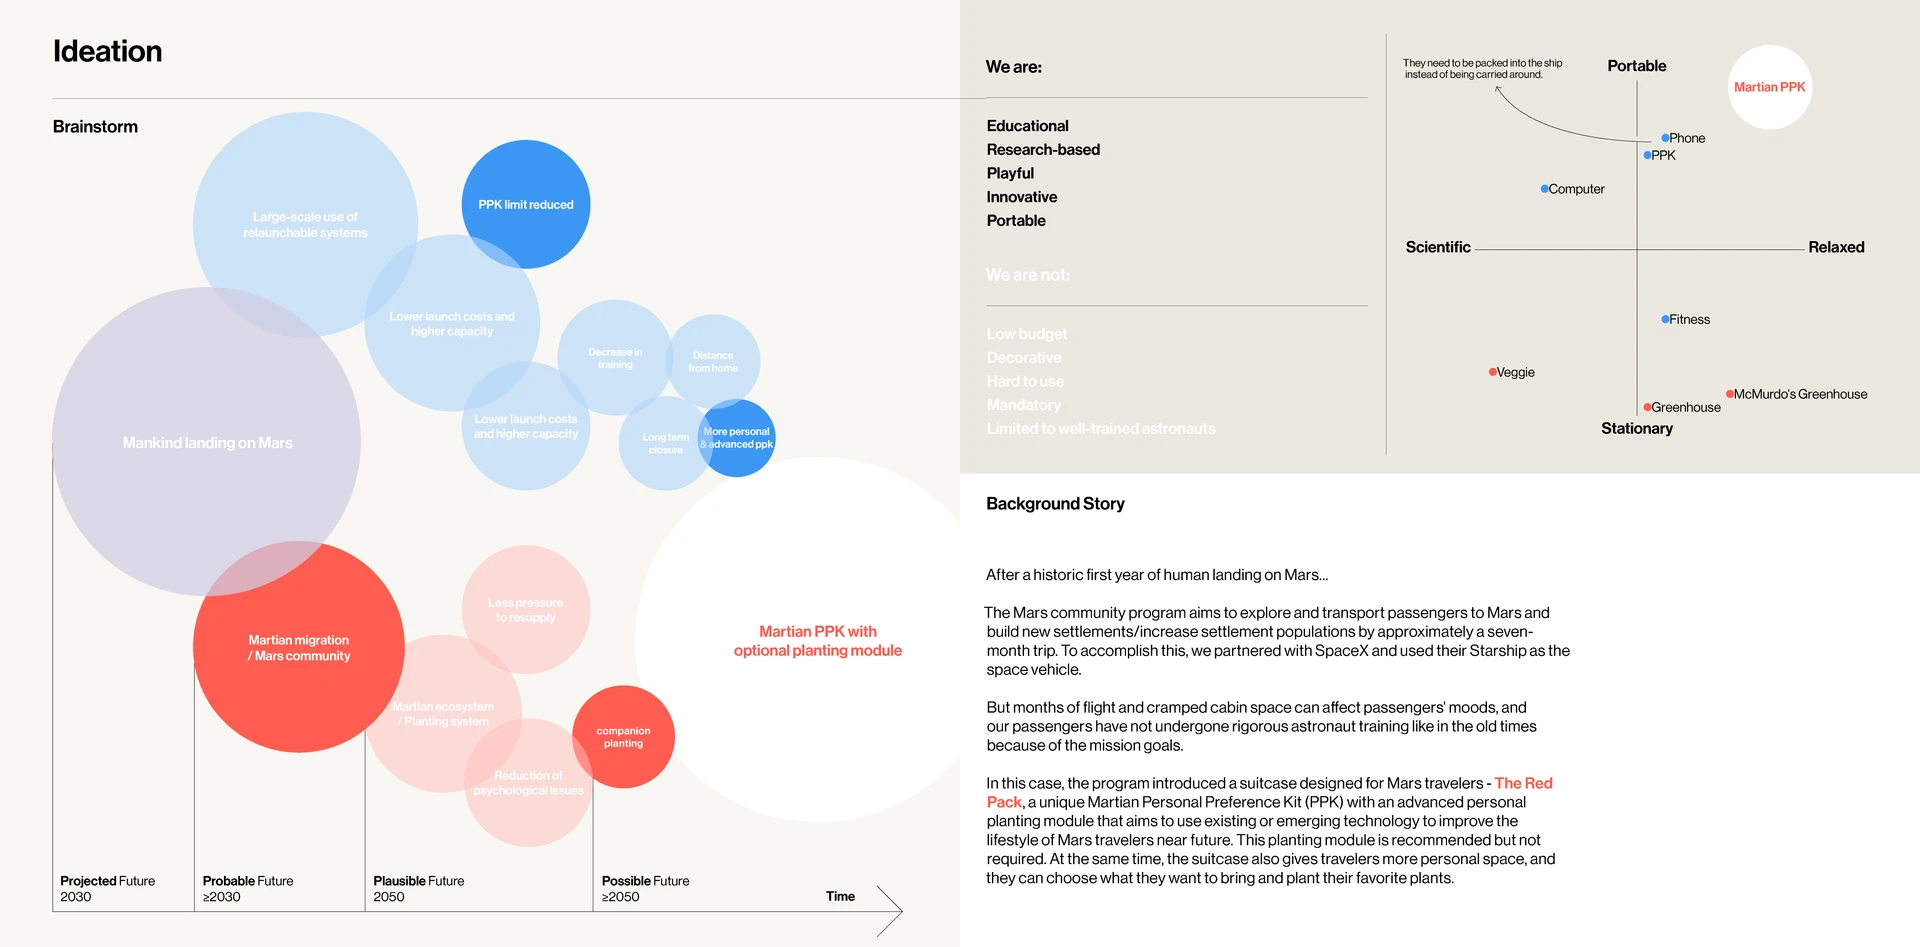 Ideation
Brainstorm
Large-scale use of
relaunchable systems
PPK limit reduced
Lower launch costs and
higher capacity
Decrease in
training
Distance
from home
Mankind landing on Mars
Lower launch costs
and higher capacity
Long term
closure
More personal
& advanced ppk
Martian migration
/ Mars community
Less pressure
to resupply
Martian PPK with
optional planting module
Martian ecosystem
/ Planting system
companion
planting
Reduction of
psychological issues
Projected Future
2030
Probable Future
≥2030
Plausible Future
2050
Possible Future
≥2050
Time
We are:
Educational
Research-based
Playful
Innovative
Portable
We are not:
Low budget
Decorative
Hard to use
Mandatory
Limited to well-trained astronauts
They need to be packed into the ship
instead of being carried around.
Portable
Martian PPK
Phone
PPK
Computer
Scientific
Relaxed
Fitness
Veggie
McMurdo's Greenhouse
Greenhouse
Stationary
Background Story
After a historic first year of human landing on Mars...
The Mars community program aims to explore and transport passengers to Mars and
build new settlements/increase settlement populations by approximately a seven-
month trip. To accomplish this, we partnered with SpaceX and used their Starship as the
space vehicle.
But months of flight and cramped cabin space can affect passengers' moods, and
our passengers have not undergone rigorous astronaut training like in the old times
because of the mission goals.
In this case, the program introduced a suitcase designed for Mars travelers - The Red
Pack, a unique Martian Personal Preference Kit (PPK) with an advanced personal
planting module that aims to use existing or emerging technology to improve the
lifestyle of Mars travelers near future. This planting module is recommended but not
required. At the same time, the suitcase also gives travelers more personal space, and
they can choose what they want to bring and plant their favorite plants.